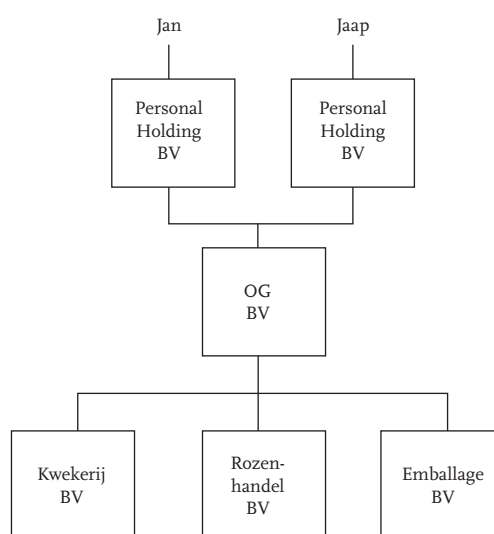 Jan
Jaap
Personal
Holding
BV
Personal
Holding
BV
OG
BV
Kwekerij
BV
Rozen-
handel
BV
Emballage
BV